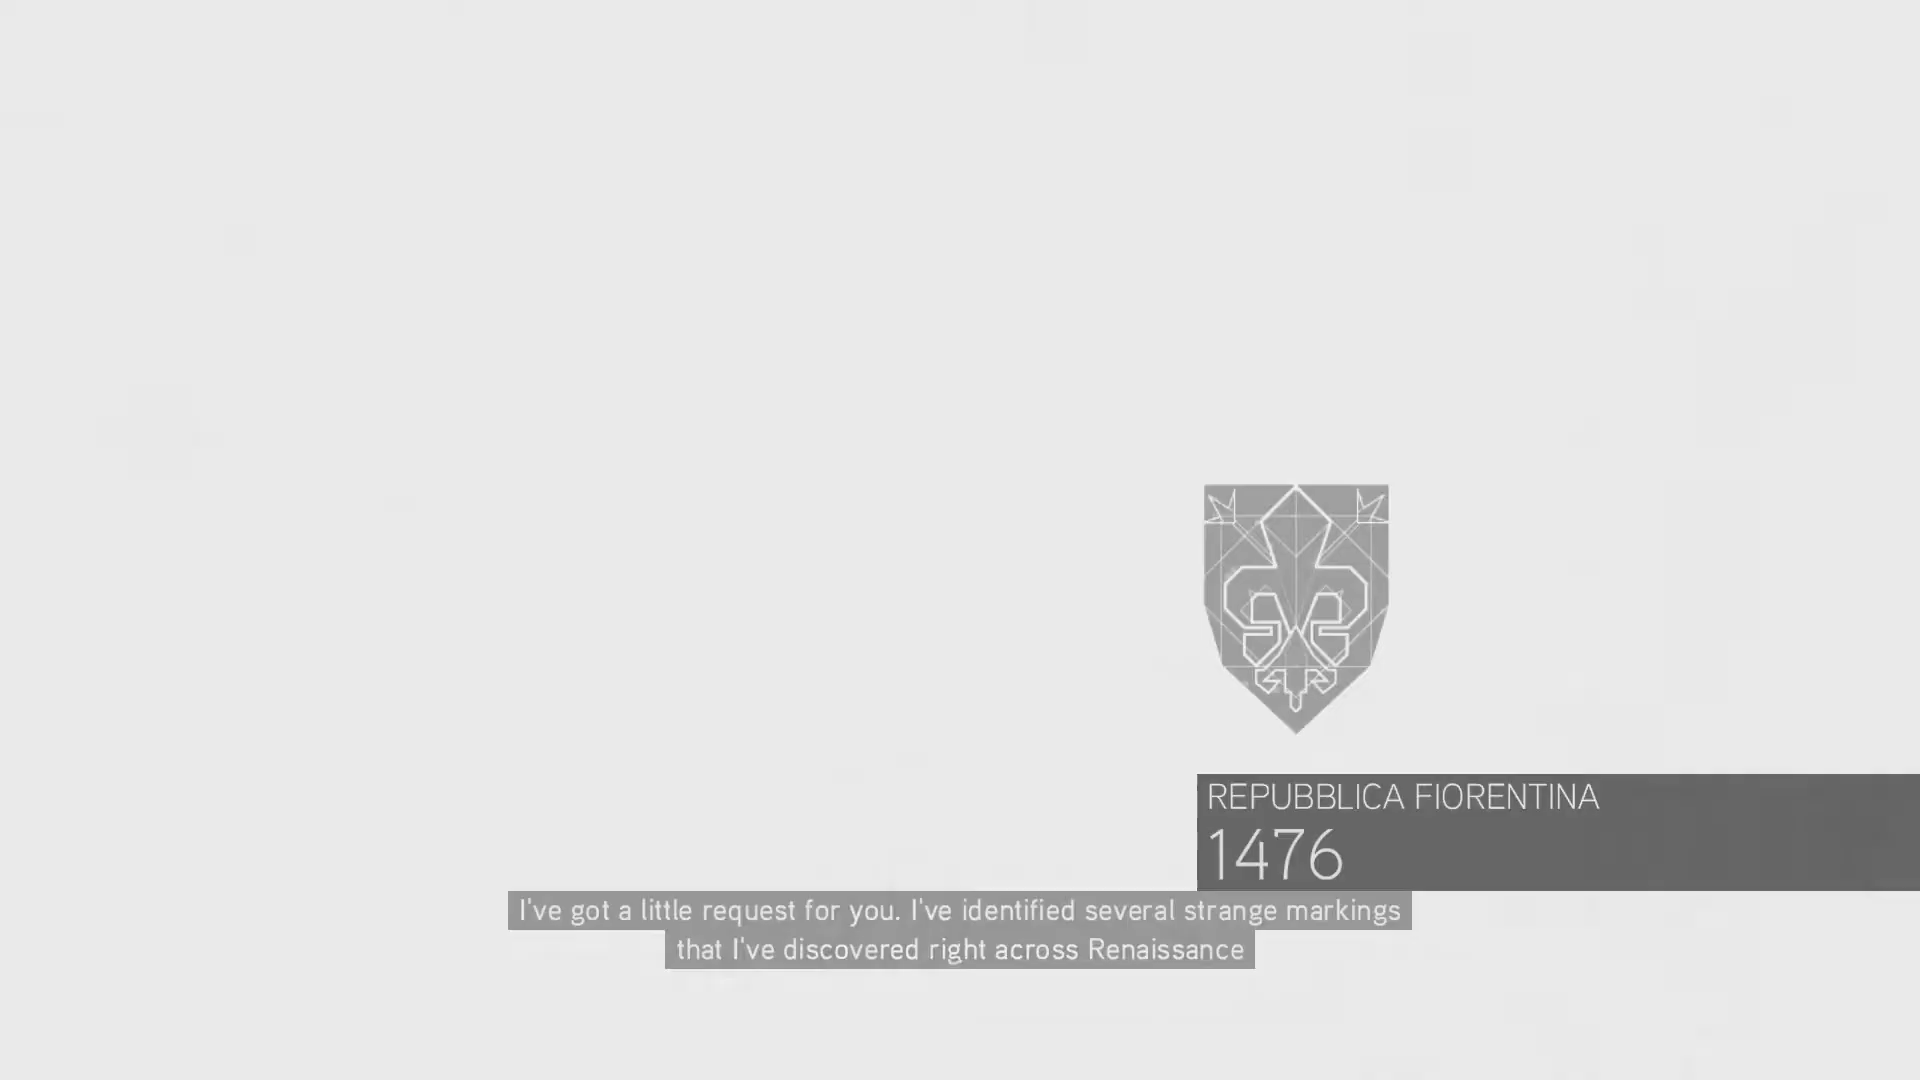 REPUBBLICA FIORENTINA
1476
I've got a little request for you. I've identified several strange markings
that I've discovered right across Renaissance